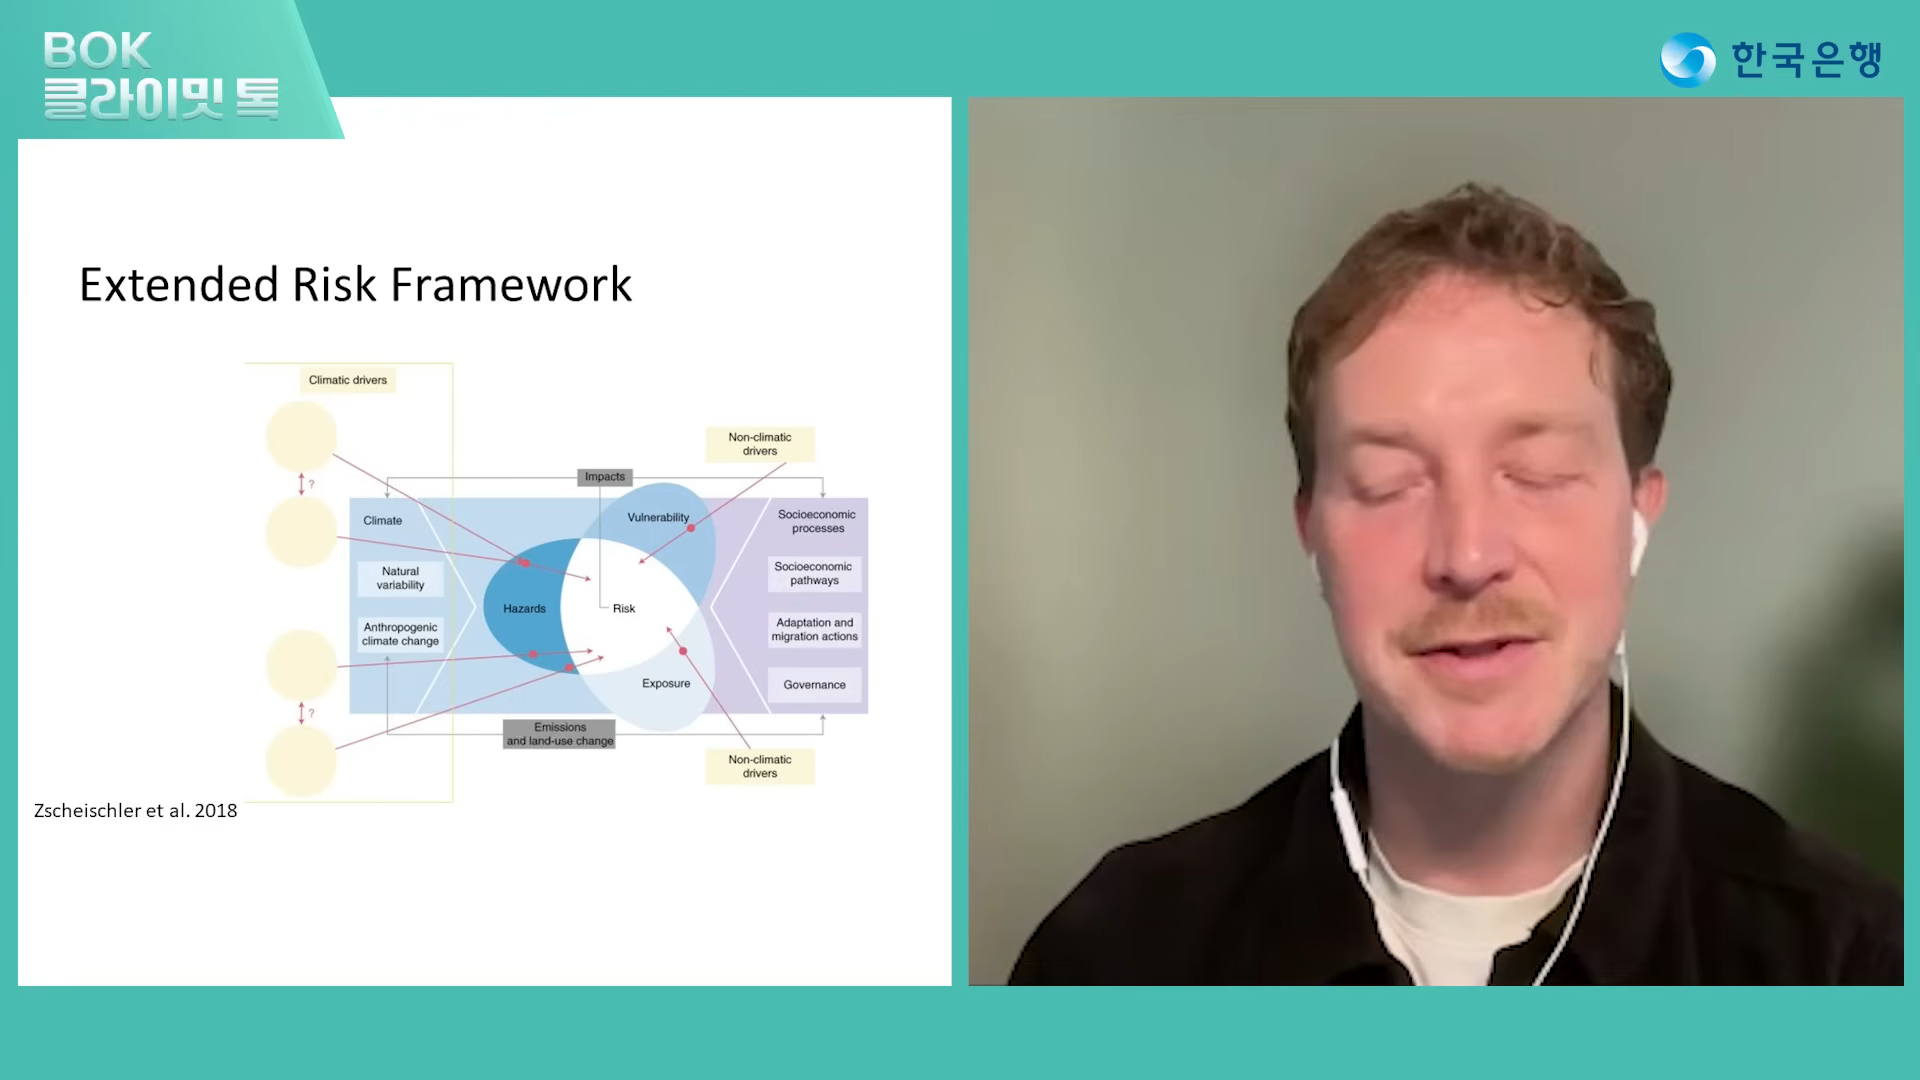 BOK
클라이밋 톡
한국은행
Extended Risk Framework
Climatic drivers
Non-climatic
drivers
?
Impacts
Climate
Vulnerability
Socioeconomic
processes
Natural
variability
Socioeconomic
pathways
Hazards
Risk
Anthropogenic
climate change
Adaptation and
migration actions
Exposure
Governance
?
Emissions
and land-use change
Non-climatic
drivers
Zscheischler et al. 2018